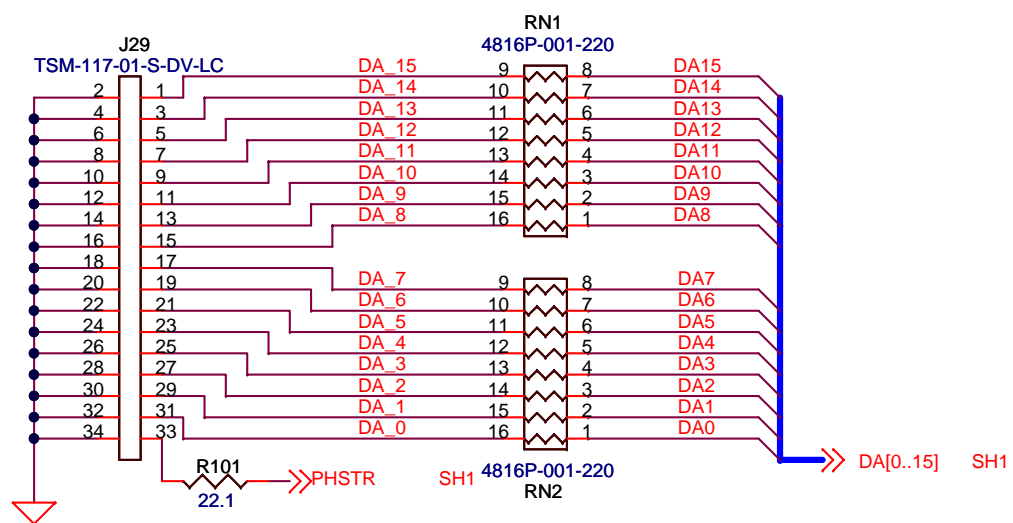 RN1
4816P-001-220
J29
TSM-117-01-S-DV-LC
2 1 DA_15 9 8 DA15
4 3 DA_14 10 7 DA14
6 5 DA_13 11 6 DA13
8 7 DA_12 12 5 DA12
10 9 DA_11 13 4 DA11
12 11 DA_10 14 3 DA10
14 13 DA_9 15 2 DA9
16 15 DA_8 16 1 DA8
18 17 DA_7 9 8 DA7
20 19 DA_6 10 7 DA6
22 21 DA_5 11 6 DA5
24 23 DA_4 12 5 DA4
26 25 DA_3 13 4 DA3
28 27 DA_2 14 3 DA2
30 29 DA_1 15 2 DA1
32 31 DA_0 16 1 DA0
34 33
R101
22.1
PHSTR SH1
4816P-001-220
RN2
DA[0..15] SH1